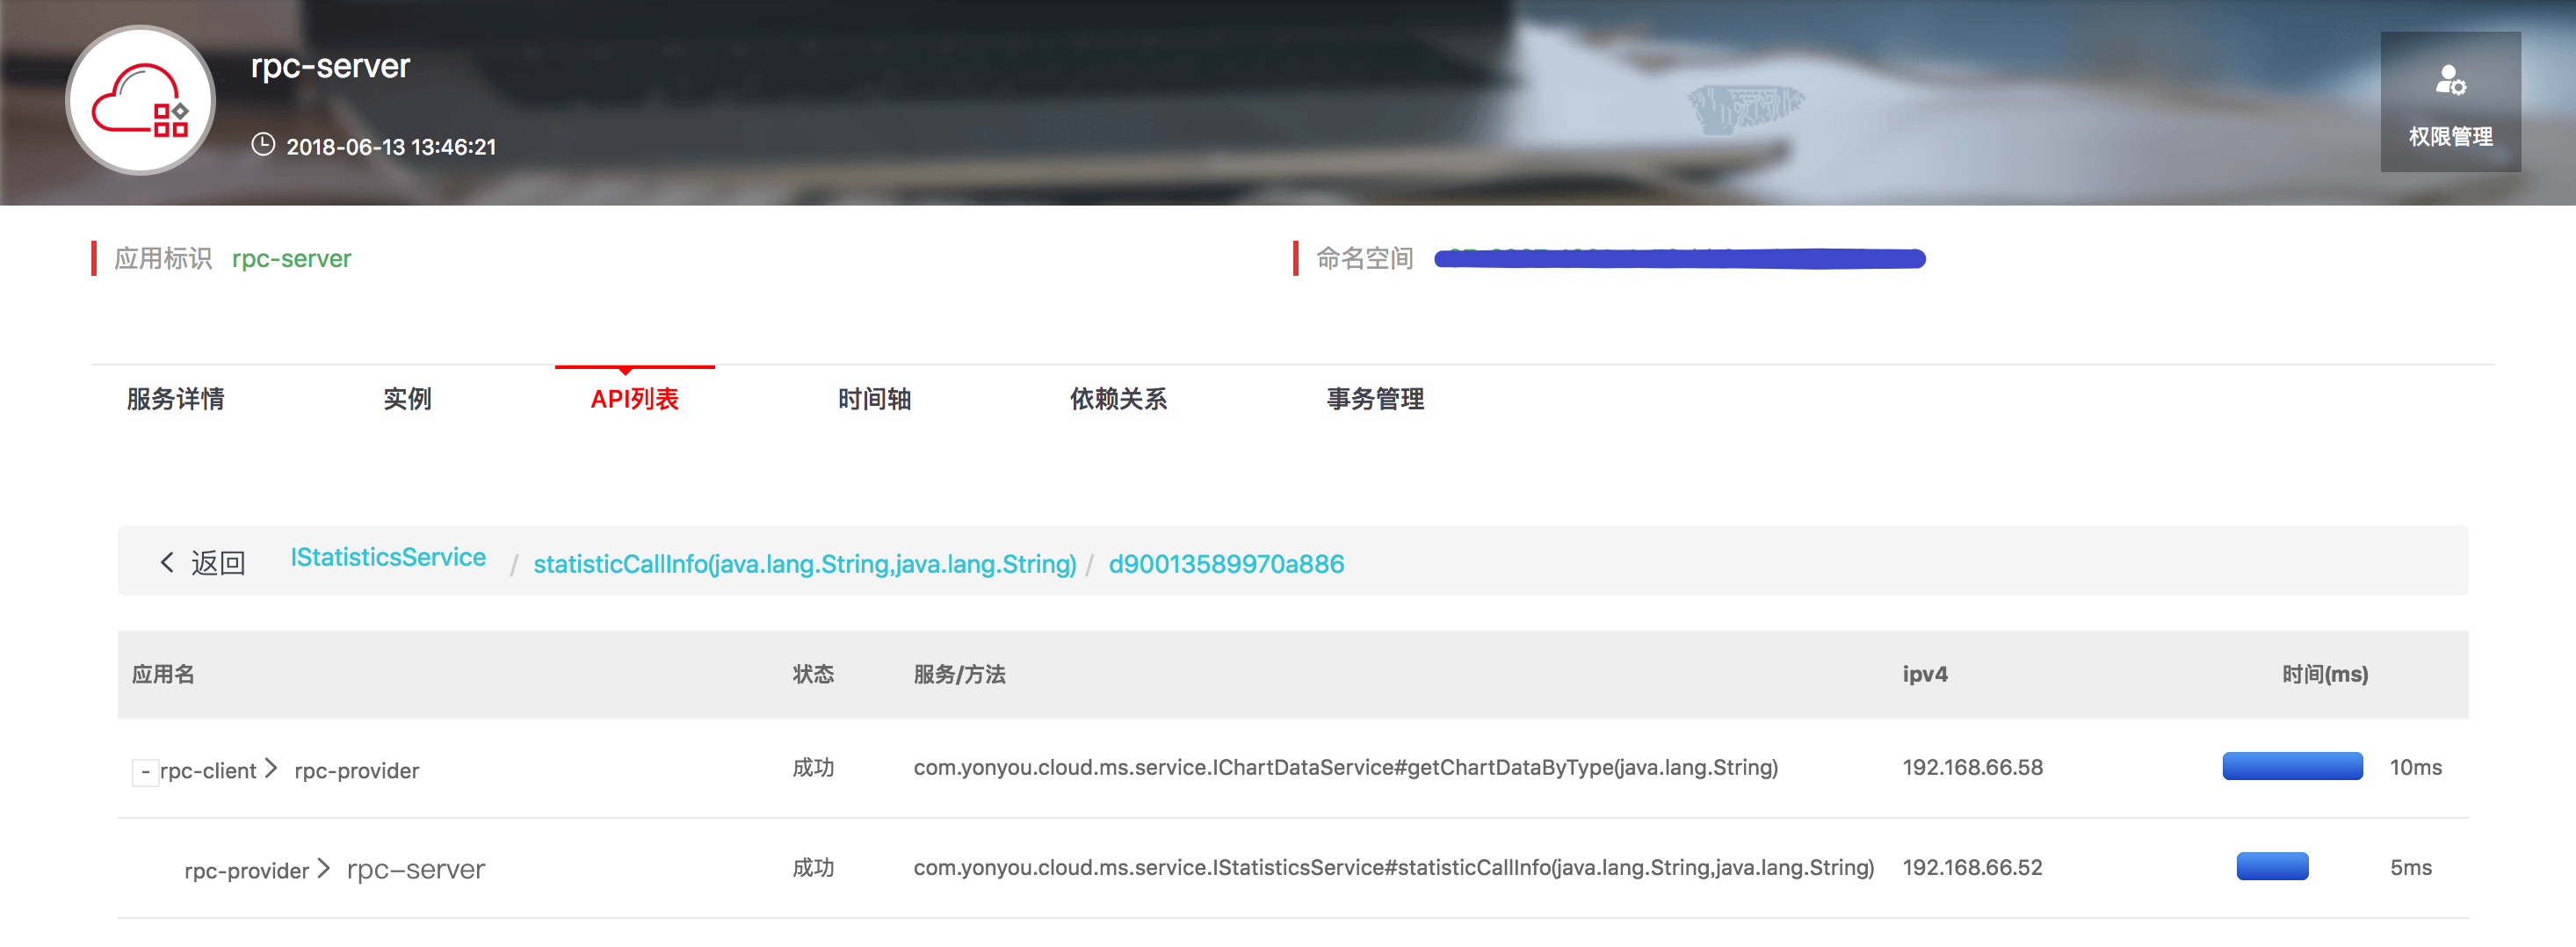 rpc-server
2018-06-13 13:46:21
权限管理
应用标识 rpc-server
命名空间
服务详情 实例 API列表 时间轴 依赖关系 事务管理
返回 IStatisticsService / statisticCallInfo(java.lang.String,java.lang.String) / d90013589970a886
应用名 状态 服务/方法 ipv4 时间(ms)
- rpc-client > rpc-provider 成功 com.yonyou.cloud.ms.service.IChartDataService#getChartDataByType(java.lang.String) 192.168.66.58 10ms
rpc-provider > rpc-server 成功 com.yonyou.cloud.ms.service.IStatisticsService#statisticCallInfo(java.lang.String,java.lang.String) 192.168.66.52 5ms